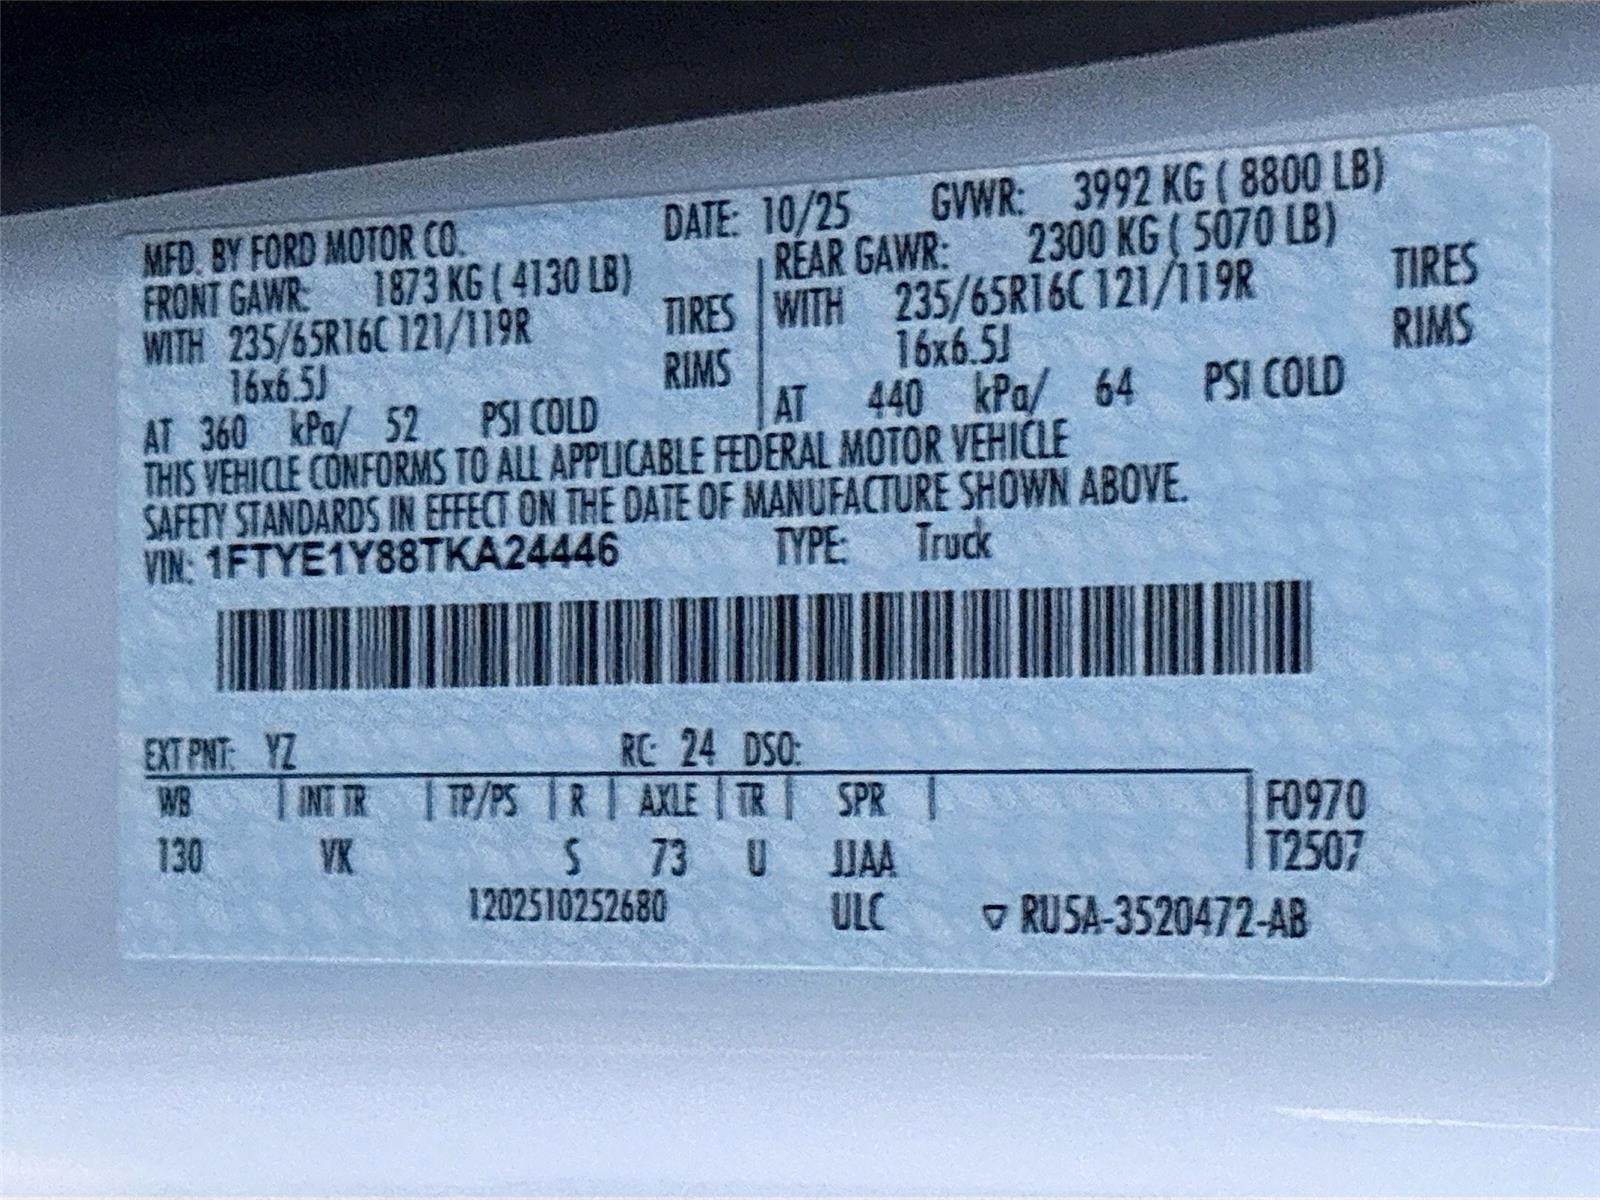 MFD. BY FORD MOTOR CO. DATE: 10/25 GVWR: 3992 KG ( 8800 LB)
FRONT GAWR: 1873 KG ( 4130 LB) REAR GAWR: 2300 KG ( 5070 LB)
WITH 235/65R16C 121/119R TIRES WITH 235/65R16C 121/119R TIRES
16x6.5J RIMS 16x6.5J RIMS
AT 360 kPa/ 52 PSI COLD AT 440 kPa/ 64 PSI COLD
THIS VEHICLE CONFORMS TO ALL APPLICABLE FEDERAL MOTOR VEHICLE
SAFETY STANDARDS IN EFFECT ON THE DATE OF MANUFACTURE SHOWN ABOVE.
VIN: 1FTYE1Y88TKA24446 TYPE: Truck
EXT PNT: YZ RC: 24 DSO:
WB | INT TR | TP/PS | R | AXLE | TR | SPR | F0970
130 VK S 73 U JJAA T2507
1202510252680 ULC ▽ RU5A-3520472-AB